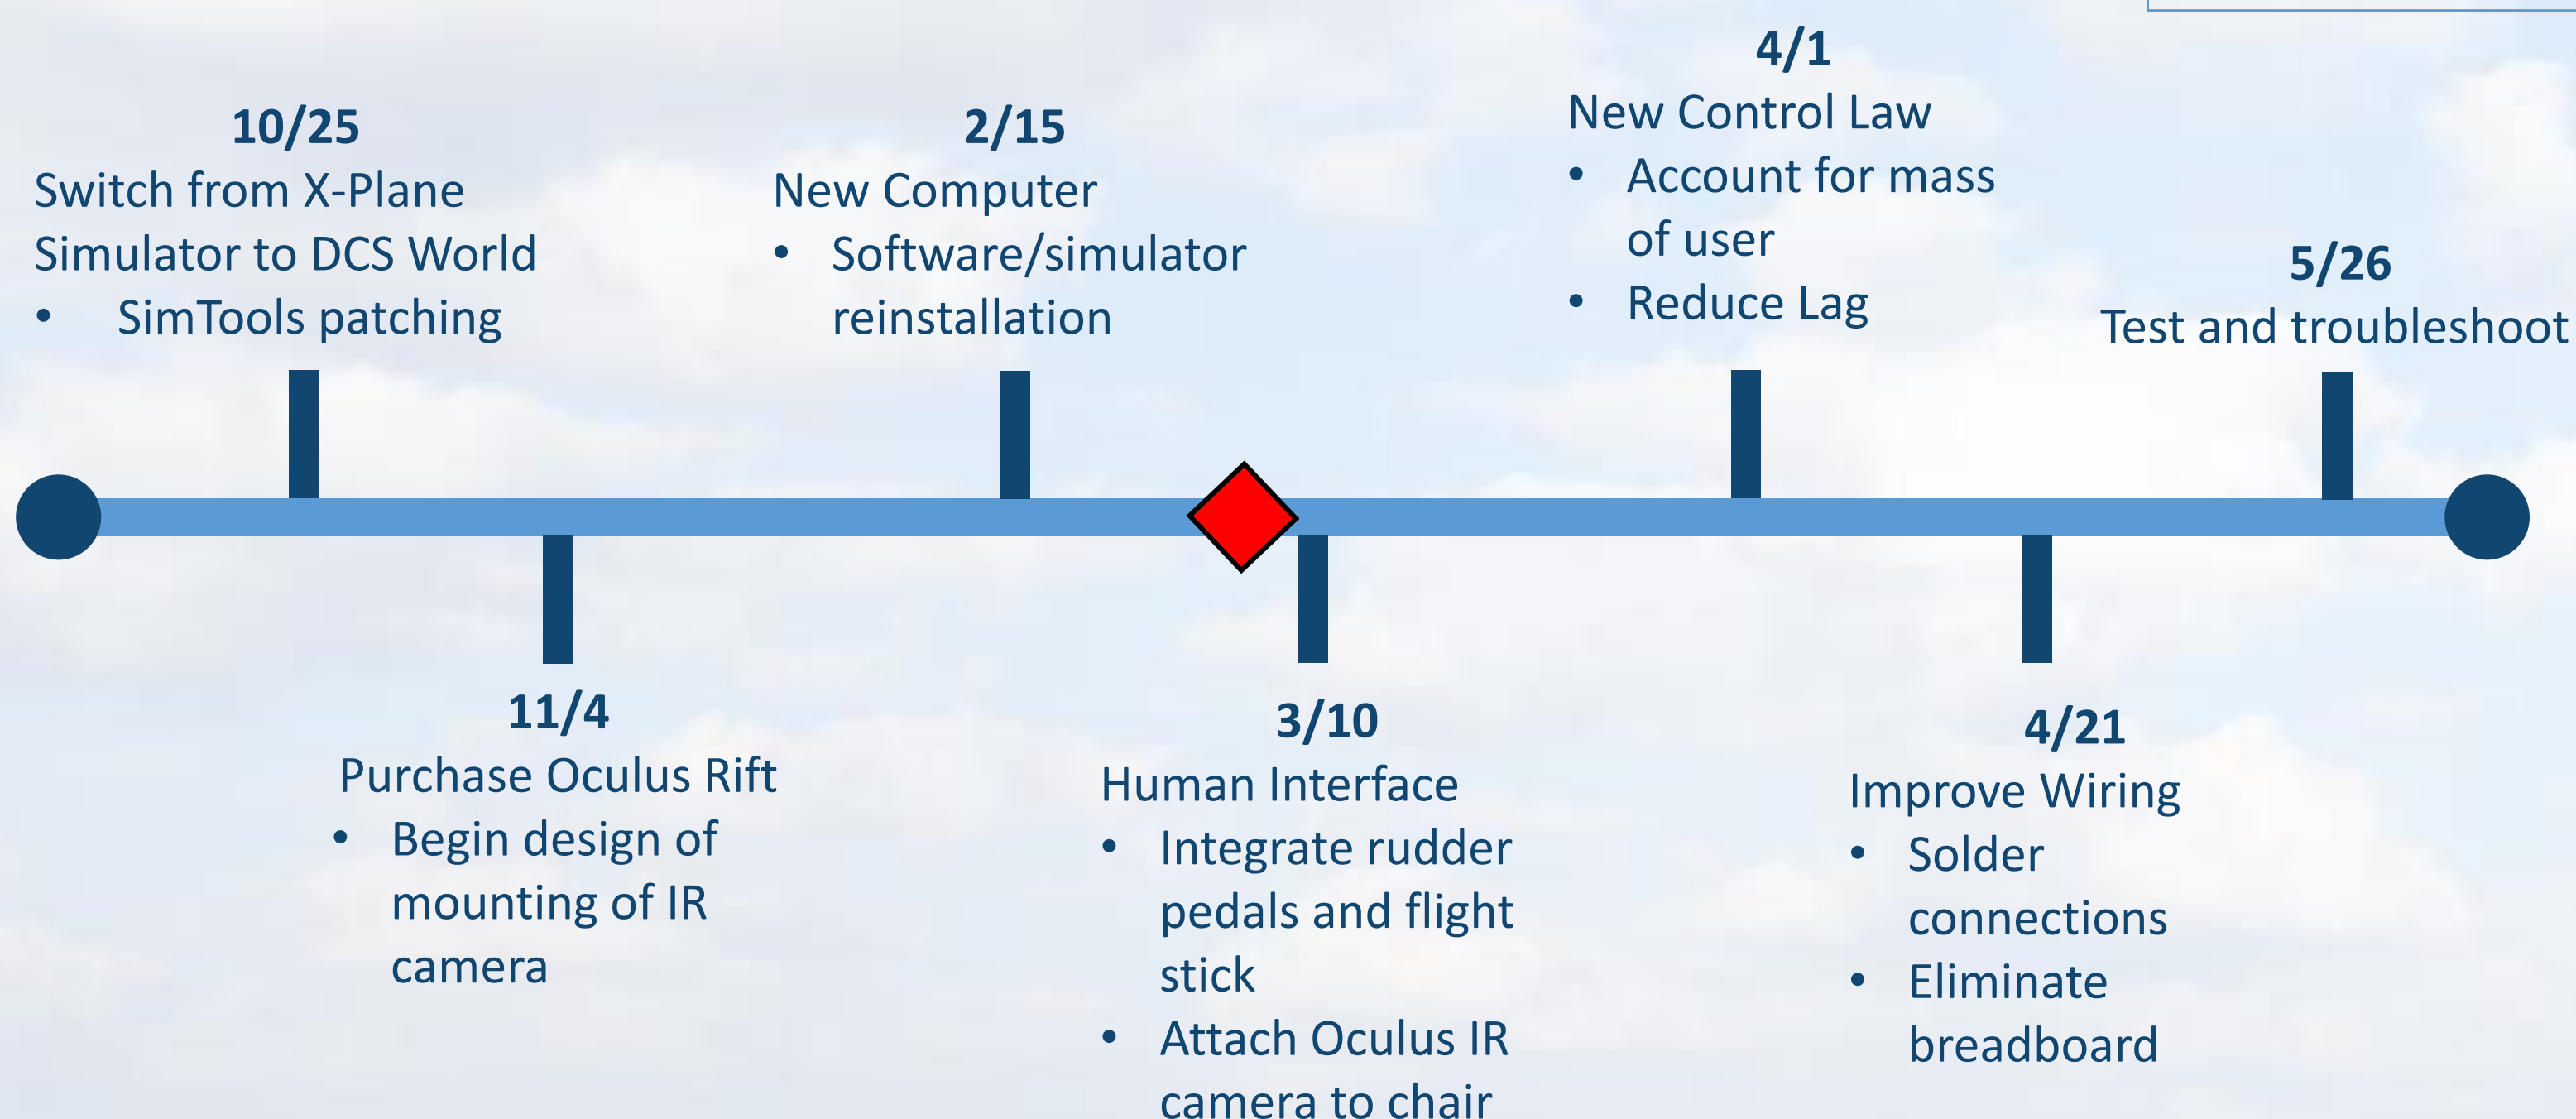 10/25
Switch from X-Plane
Simulator to DCS World
• SimTools patching
11/4
Purchase Oculus Rift
• Begin design of
mounting of IR
camera
2/15
New Computer
• Software/simulator
reinstallation
3/10
Human Interface
• Integrate rudder
pedals and flight
stick
• Attach Oculus IR
camera to chair
4/1
New Control Law
• Account for mass
of user
• Reduce Lag
4/21
Improve Wiring
• Solder
connections
• Eliminate
breadboard
5/26
Test and troubleshoot